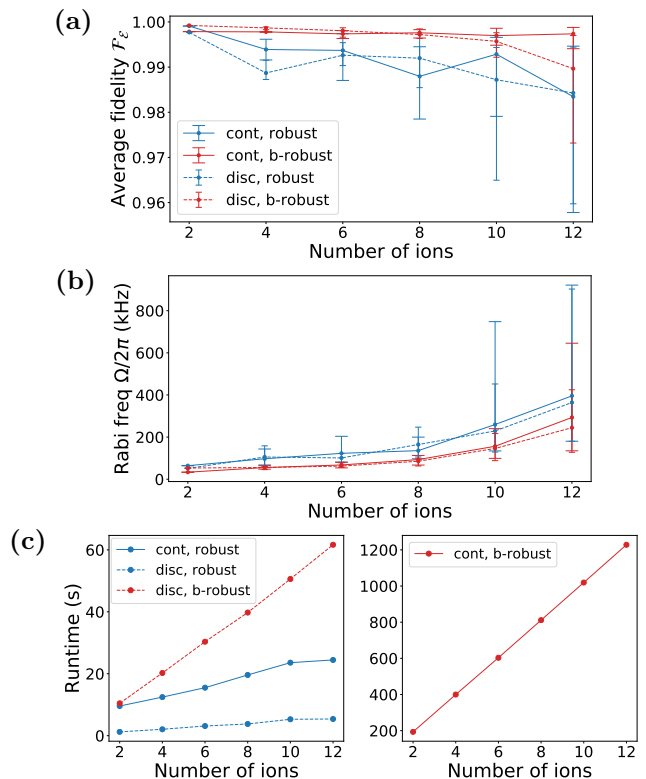 (a)
Average fidelity 𝓕_𝓔
1.00
0.99
0.98
0.97
0.96
cont, robust
cont, b-robust
disc, robust
disc, b-robust
2 4 6 8 10 12
Number of ions
(b)
Rabi freq Ω/2π (kHz)
800
600
400
200
0
2 4 6 8 10 12
Number of ions
(c)
Runtime (s)
60
40
20
0
cont, robust
disc, robust
disc, b-robust
2 4 6 8 10 12
Number of ions
1200
1000
800
600
400
200
cont, b-robust
2 4 6 8 10 12
Number of ions